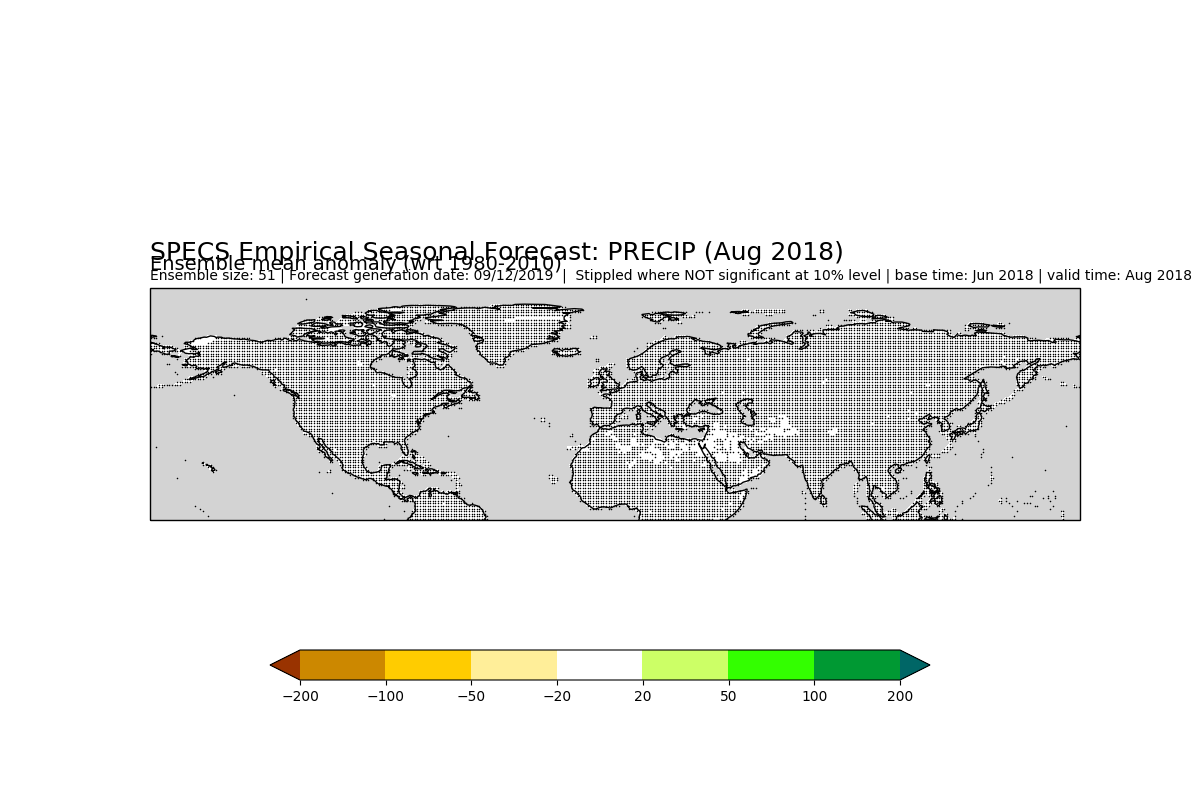 SPECS Empirical Seasonal Forecast: PRECIP (Aug 2018)
Ensemble mean anomaly (wrt 1980-2010)
Ensemble size: 51 | Forecast generation date: 09/12/2019  |  Stippled where NOT significant at 10% level | base time: Jun 2018 | valid time: Aug 2018
−200 −100 −50 −20 20 50 100 200